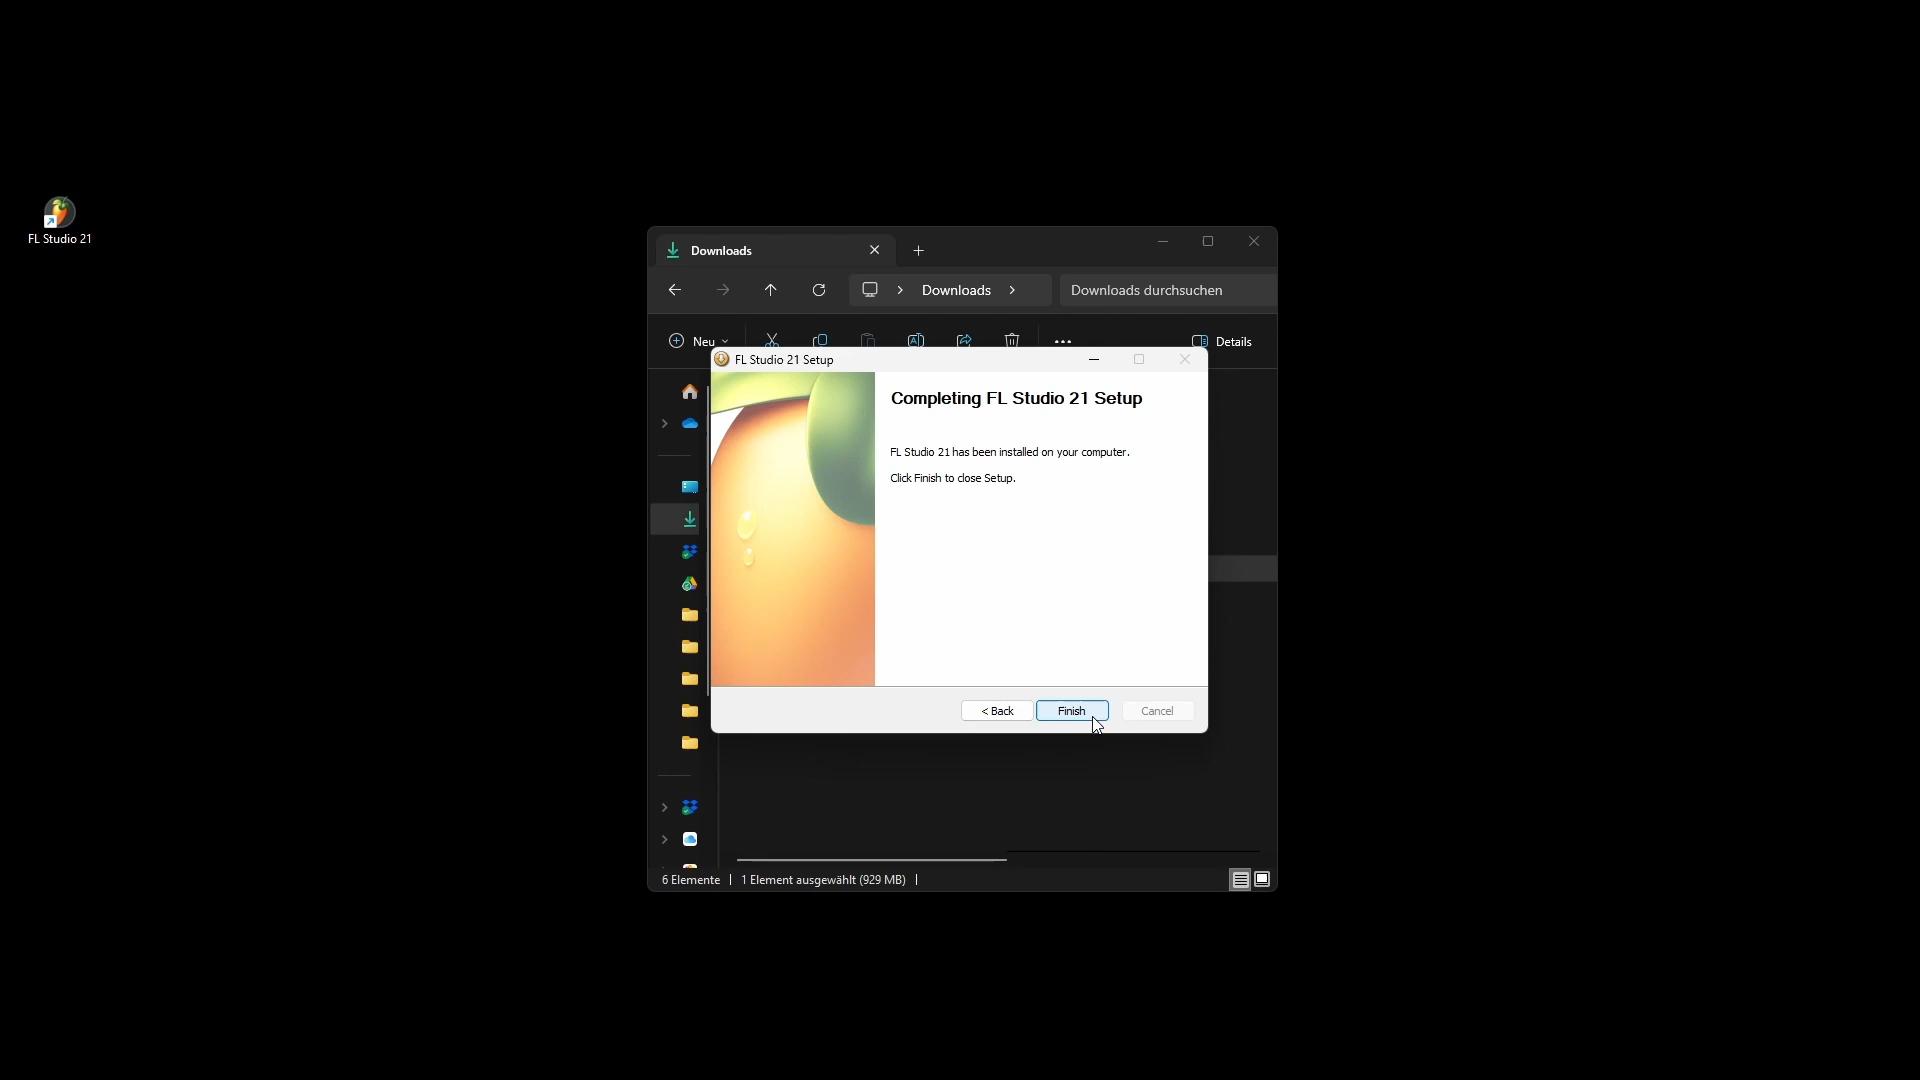 FL Studio 21
Downloads
Downloads
Downloads durchsuchen
Neu
Details
FL Studio 21 Setup
Completing FL Studio 21 Setup
FL Studio 21 has been installed on your computer.
Click Finish to close Setup.
< Back
Finish
Cancel
6 Elemente
1 Element ausgewählt (929 MB)